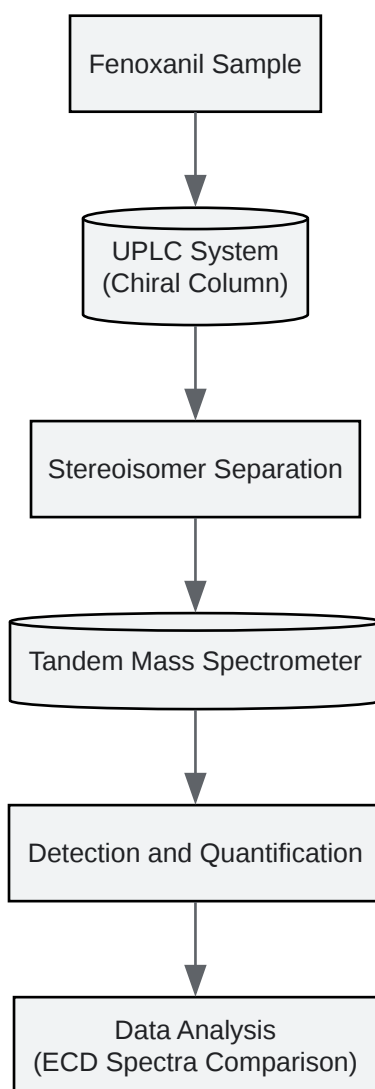 Fenoxanil Sample
UPLC System
(Chiral Column)
Stereoisomer Separation
Tandem Mass Spectrometer
Detection and Quantification
Data Analysis
(ECD Spectra Comparison)